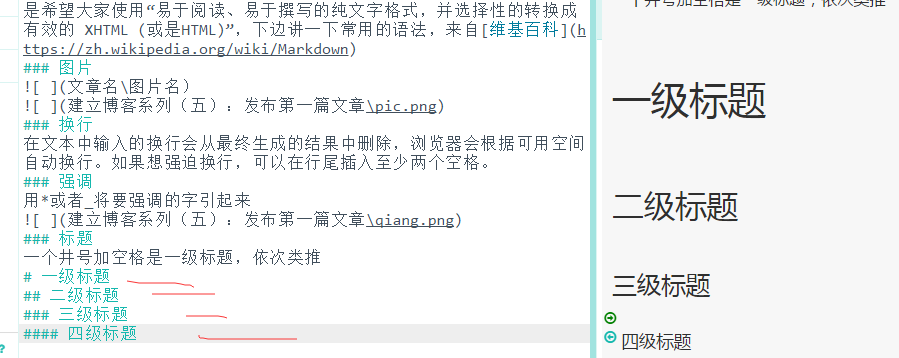 是希望大家使用“易于阅读、易于撰写的纯文字格式，并选择性的转换成
有效的 XHTML (或是HTML)”，下边讲一下常用的语法，来自[维基百科](h
ttps://zh.wikipedia.org/wiki/Markdown)
### 图片
![ ](文章名\图片名)
![ ](建立博客系列（五）：发布第一篇文章\pic.png)
### 换行
在文本中输入的换行会从最终生成的结果中删除，浏览器会根据可用空间
自动换行。如果想强迫换行，可以在行尾插入至少两个空格。
### 强调
用*或者_将要强调的字引起来
![ ](建立博客系列（五）：发布第一篇文章\qiang.png)
### 标题
一个井号加空格是一级标题，依次类推
# 一级标题
## 二级标题
### 三级标题
#### 四级标题
?
一个井号加空格是一级标题，依次类推
一级标题
二级标题
三级标题
四级标题